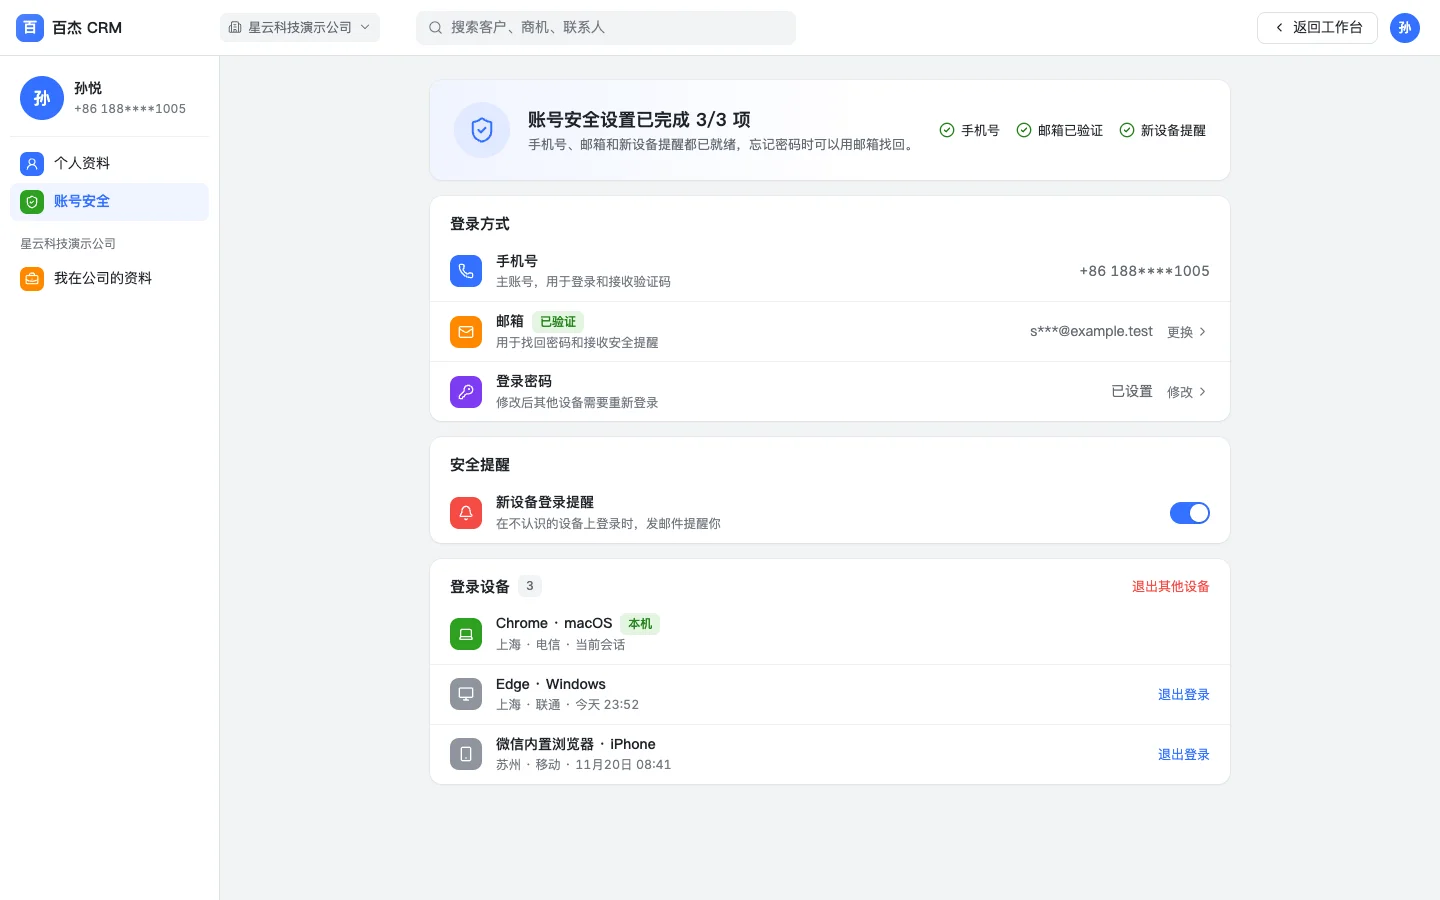 百 百杰 CRM
星云科技演示公司
搜索客户、商机、联系人
返回工作台
孙
孙
孙悦
+86 188****1005
个人资料
账号安全
星云科技演示公司
我在公司的资料
账号安全设置已完成 3/3 项
手机号、邮箱和新设备提醒都已就绪，忘记密码时可以用邮箱找回。
手机号
邮箱已验证
新设备提醒
登录方式
手机号
主账号，用于登录和接收验证码
+86 188****1005
邮箱 已验证
用于找回密码和接收安全提醒
s***@example.test 更换
登录密码
修改后其他设备需要重新登录
已设置 修改
安全提醒
新设备登录提醒
在不认识的设备上登录时，发邮件提醒你
登录设备 3
退出其他设备
Chrome · macOS 本机
上海 · 电信 · 当前会话
Edge · Windows
上海 · 联通 · 今天 23:52
退出登录
微信内置浏览器 · iPhone
苏州 · 移动 · 11月20日 08:41
退出登录